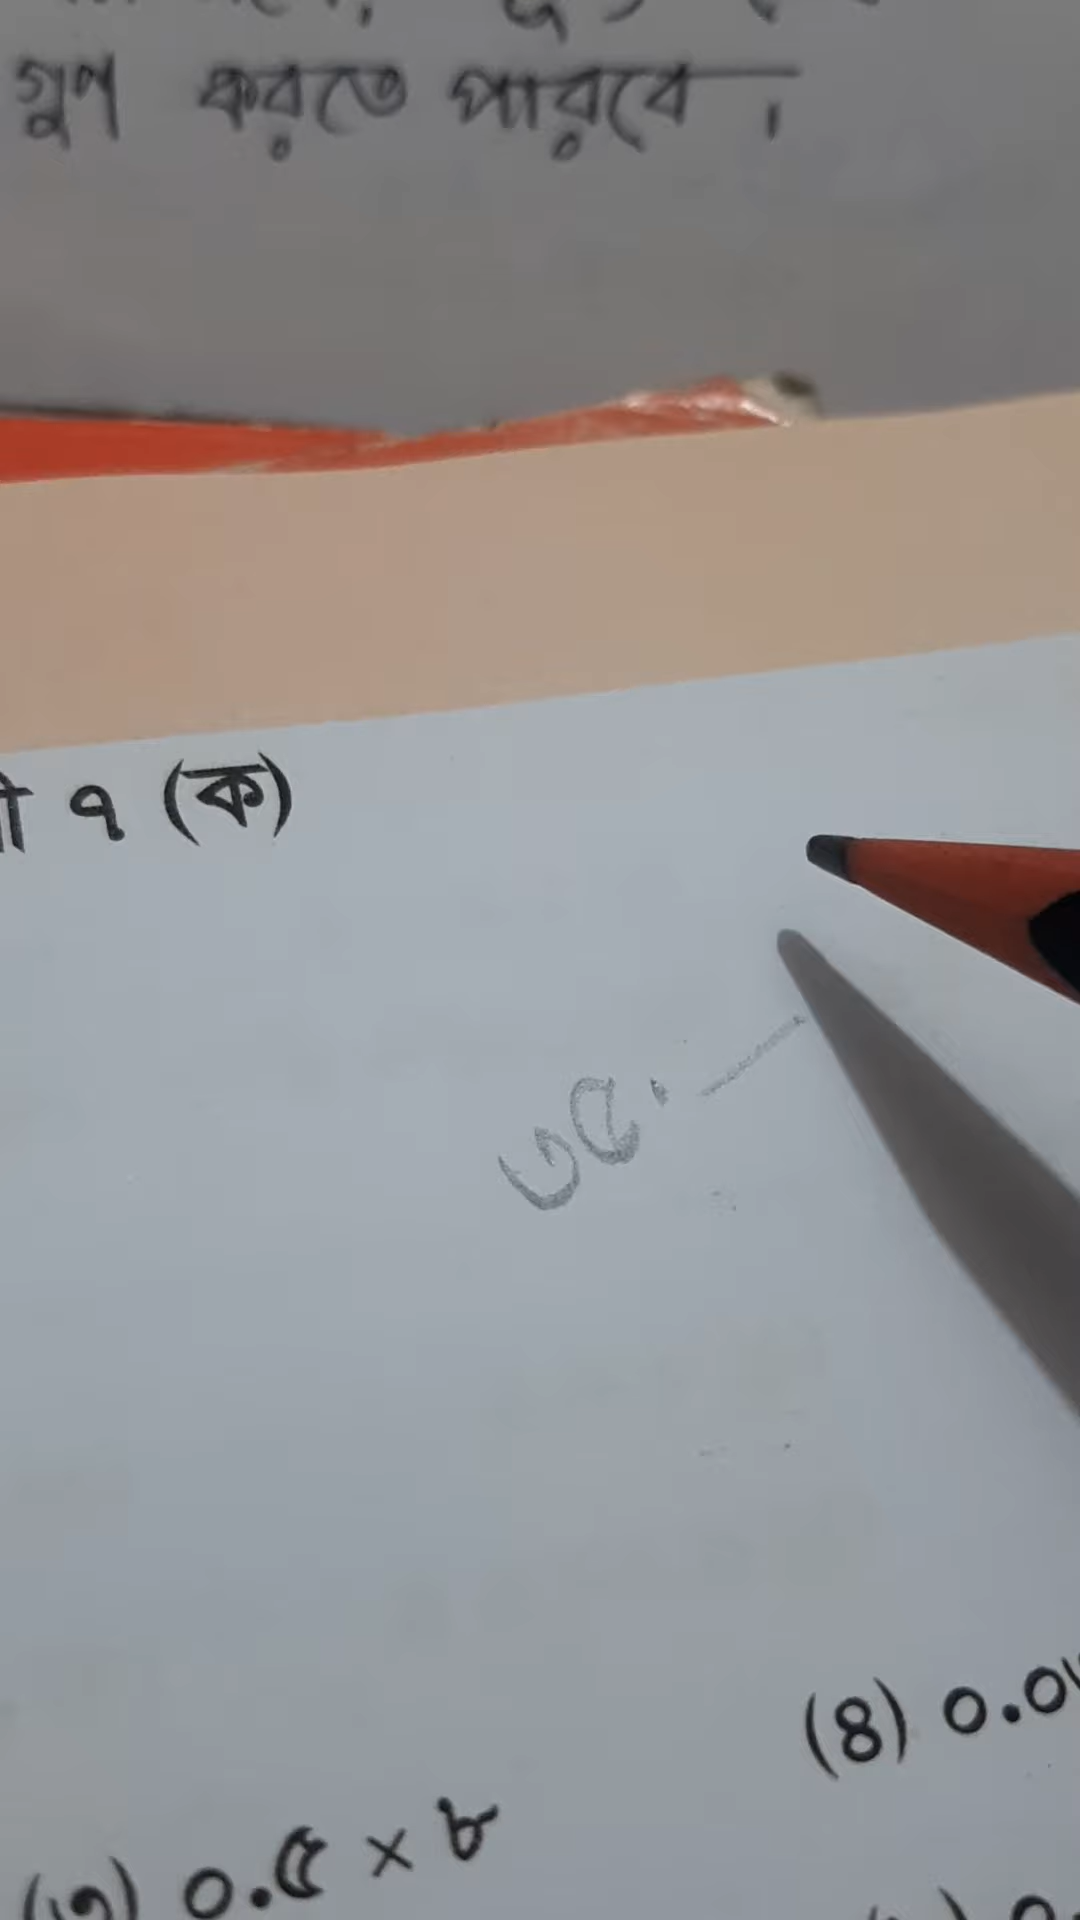 গুণ করতে পারবে।
৭ (ক)
৩৫.
(৪) ০.০
(৩) ০.৫ × ৮